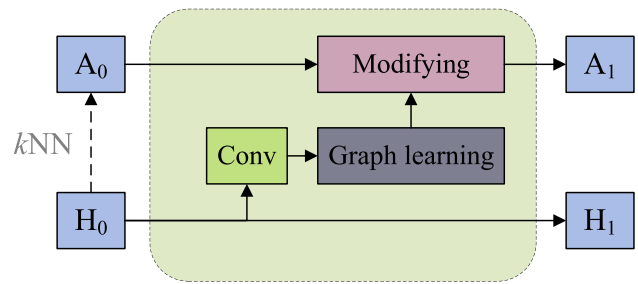 A₀
Modifying
A₁
kNN
Conv
Graph learning
H₀
H₁